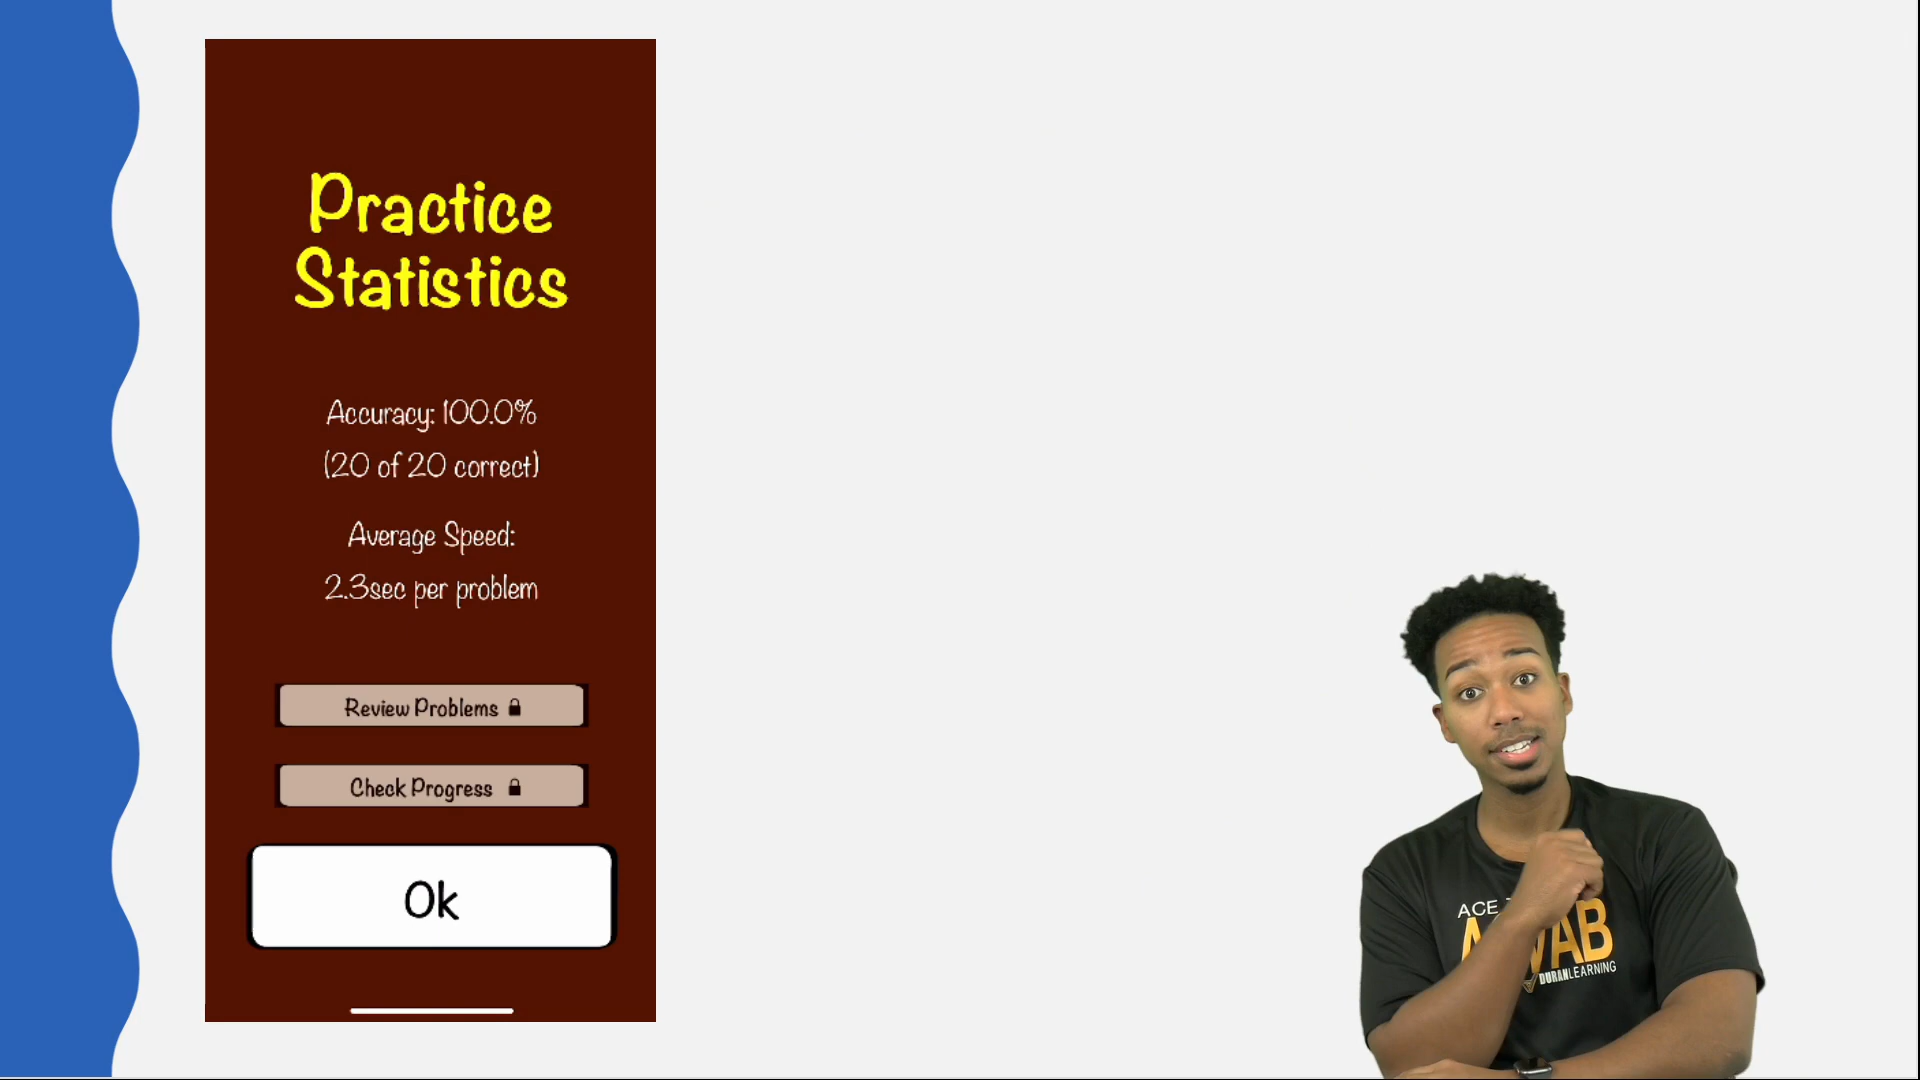 Practice
Statistics
Accuracy: 100.0%
(20 of 20 correct)
Average Speed:
2.3sec per problem
Review Problems
Check Progress
Ok
ACE
DURANLEARNING